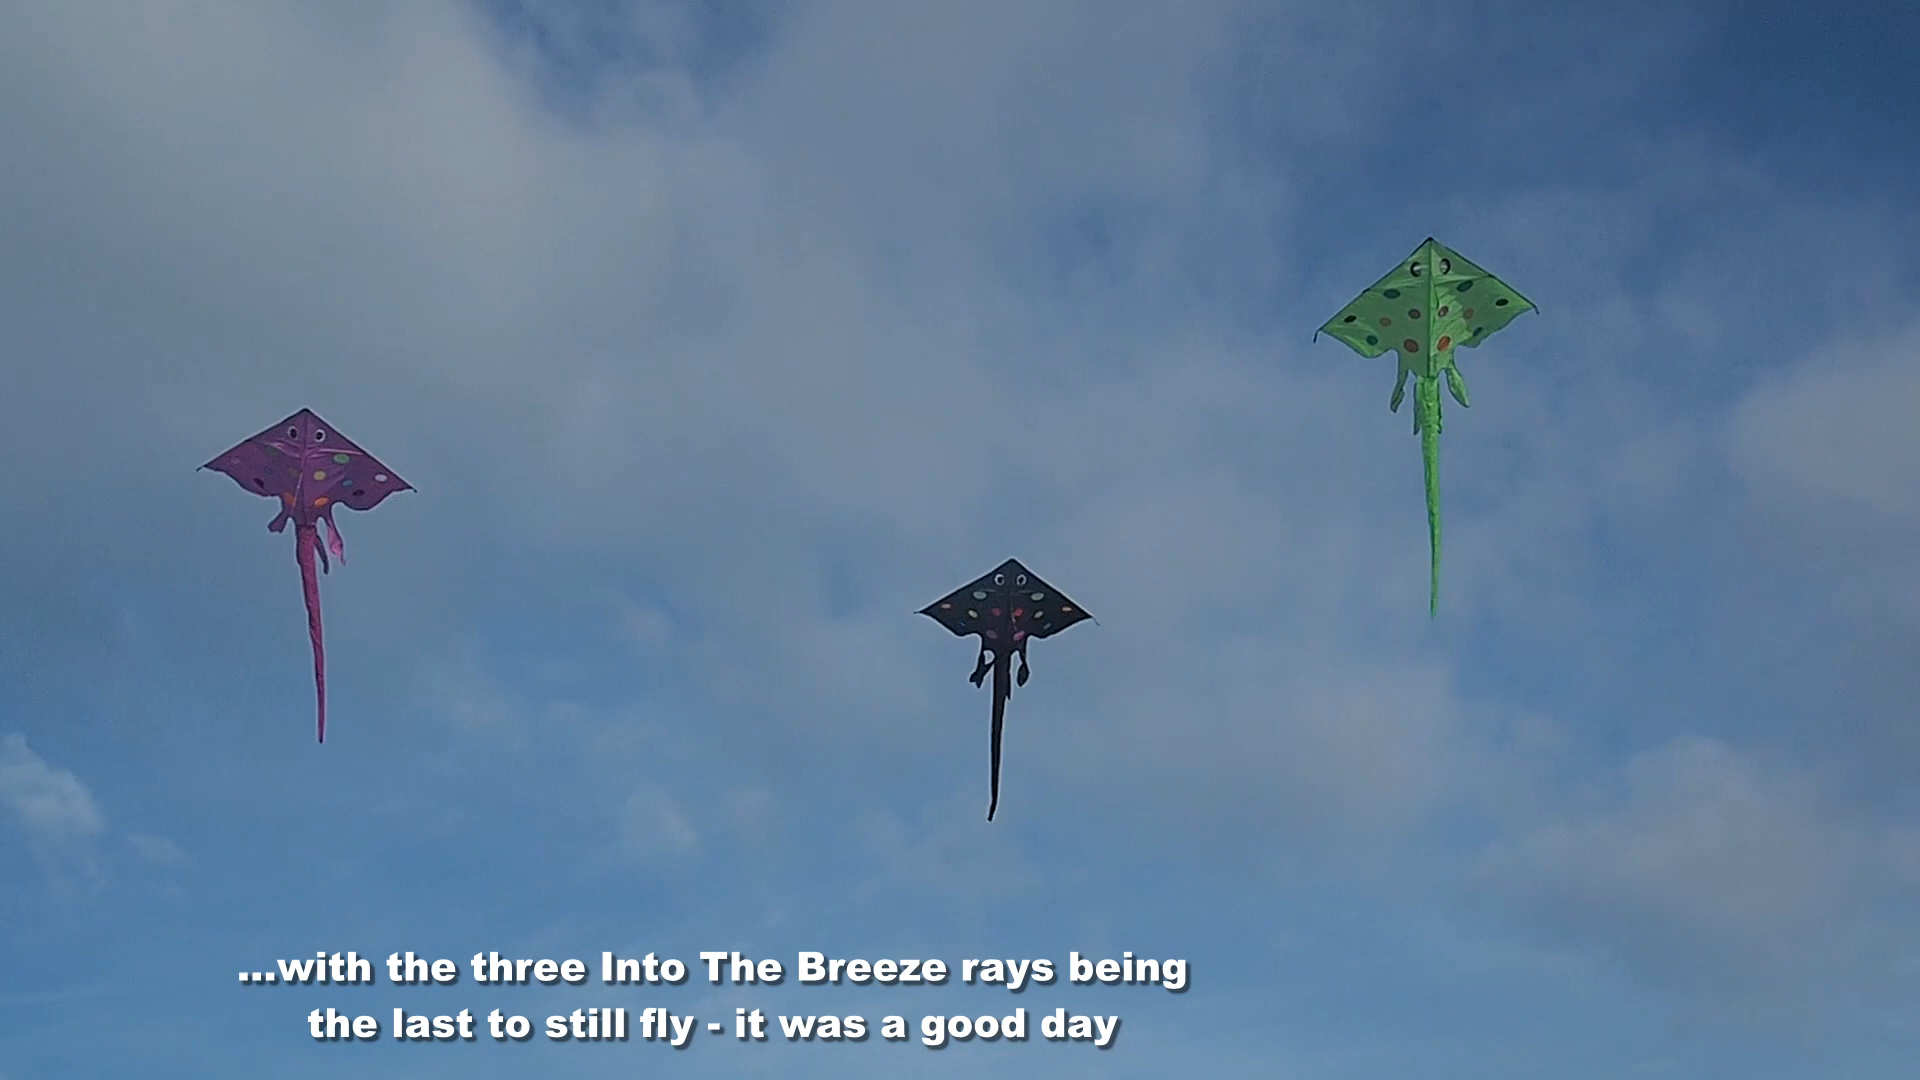 ...with the three Into The Breeze rays being
the last to still fly - it was a good day